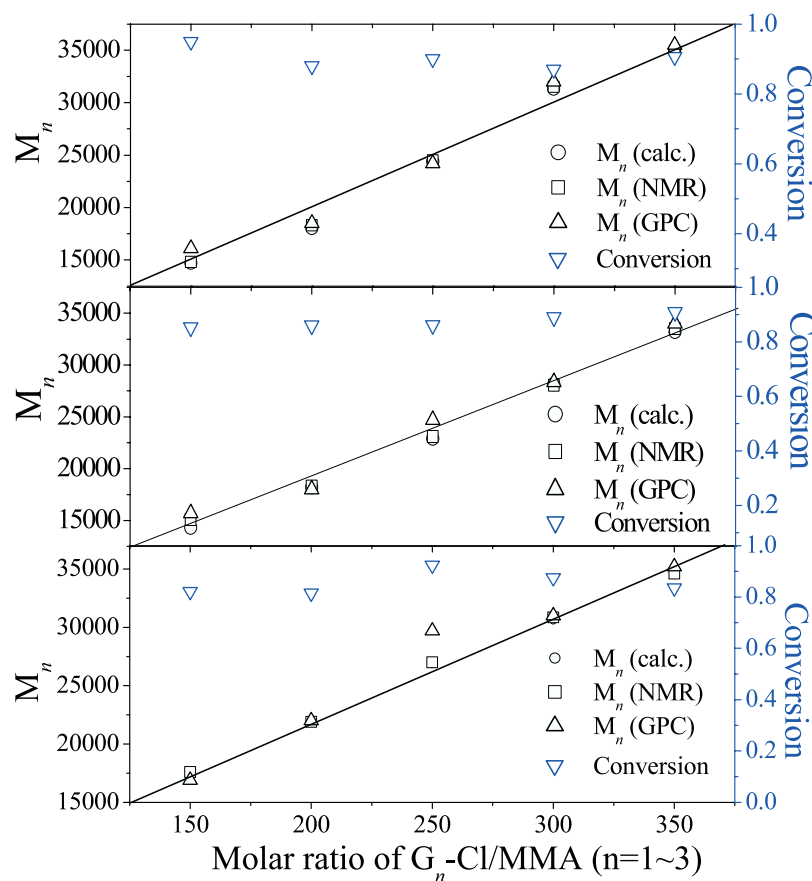 35000
30000
25000
20000
15000
Mn
1.0
0.8
0.6
0.4
Conversion
Mn (calc.)
Mn (NMR)
Mn (GPC)
Conversion
35000
30000
25000
20000
15000
Mn
1.0
0.8
0.6
0.4
0.2
Conversion
Mn (calc.)
Mn (NMR)
Mn (GPC)
Conversion
35000
30000
25000
20000
15000
Mn
1.0
0.8
0.6
0.4
0.2
0.0
Conversion
Mn (calc.)
Mn (NMR)
Mn (GPC)
Conversion
150 200 250 300 350
Molar ratio of Gn-Cl/MMA (n=1~3)